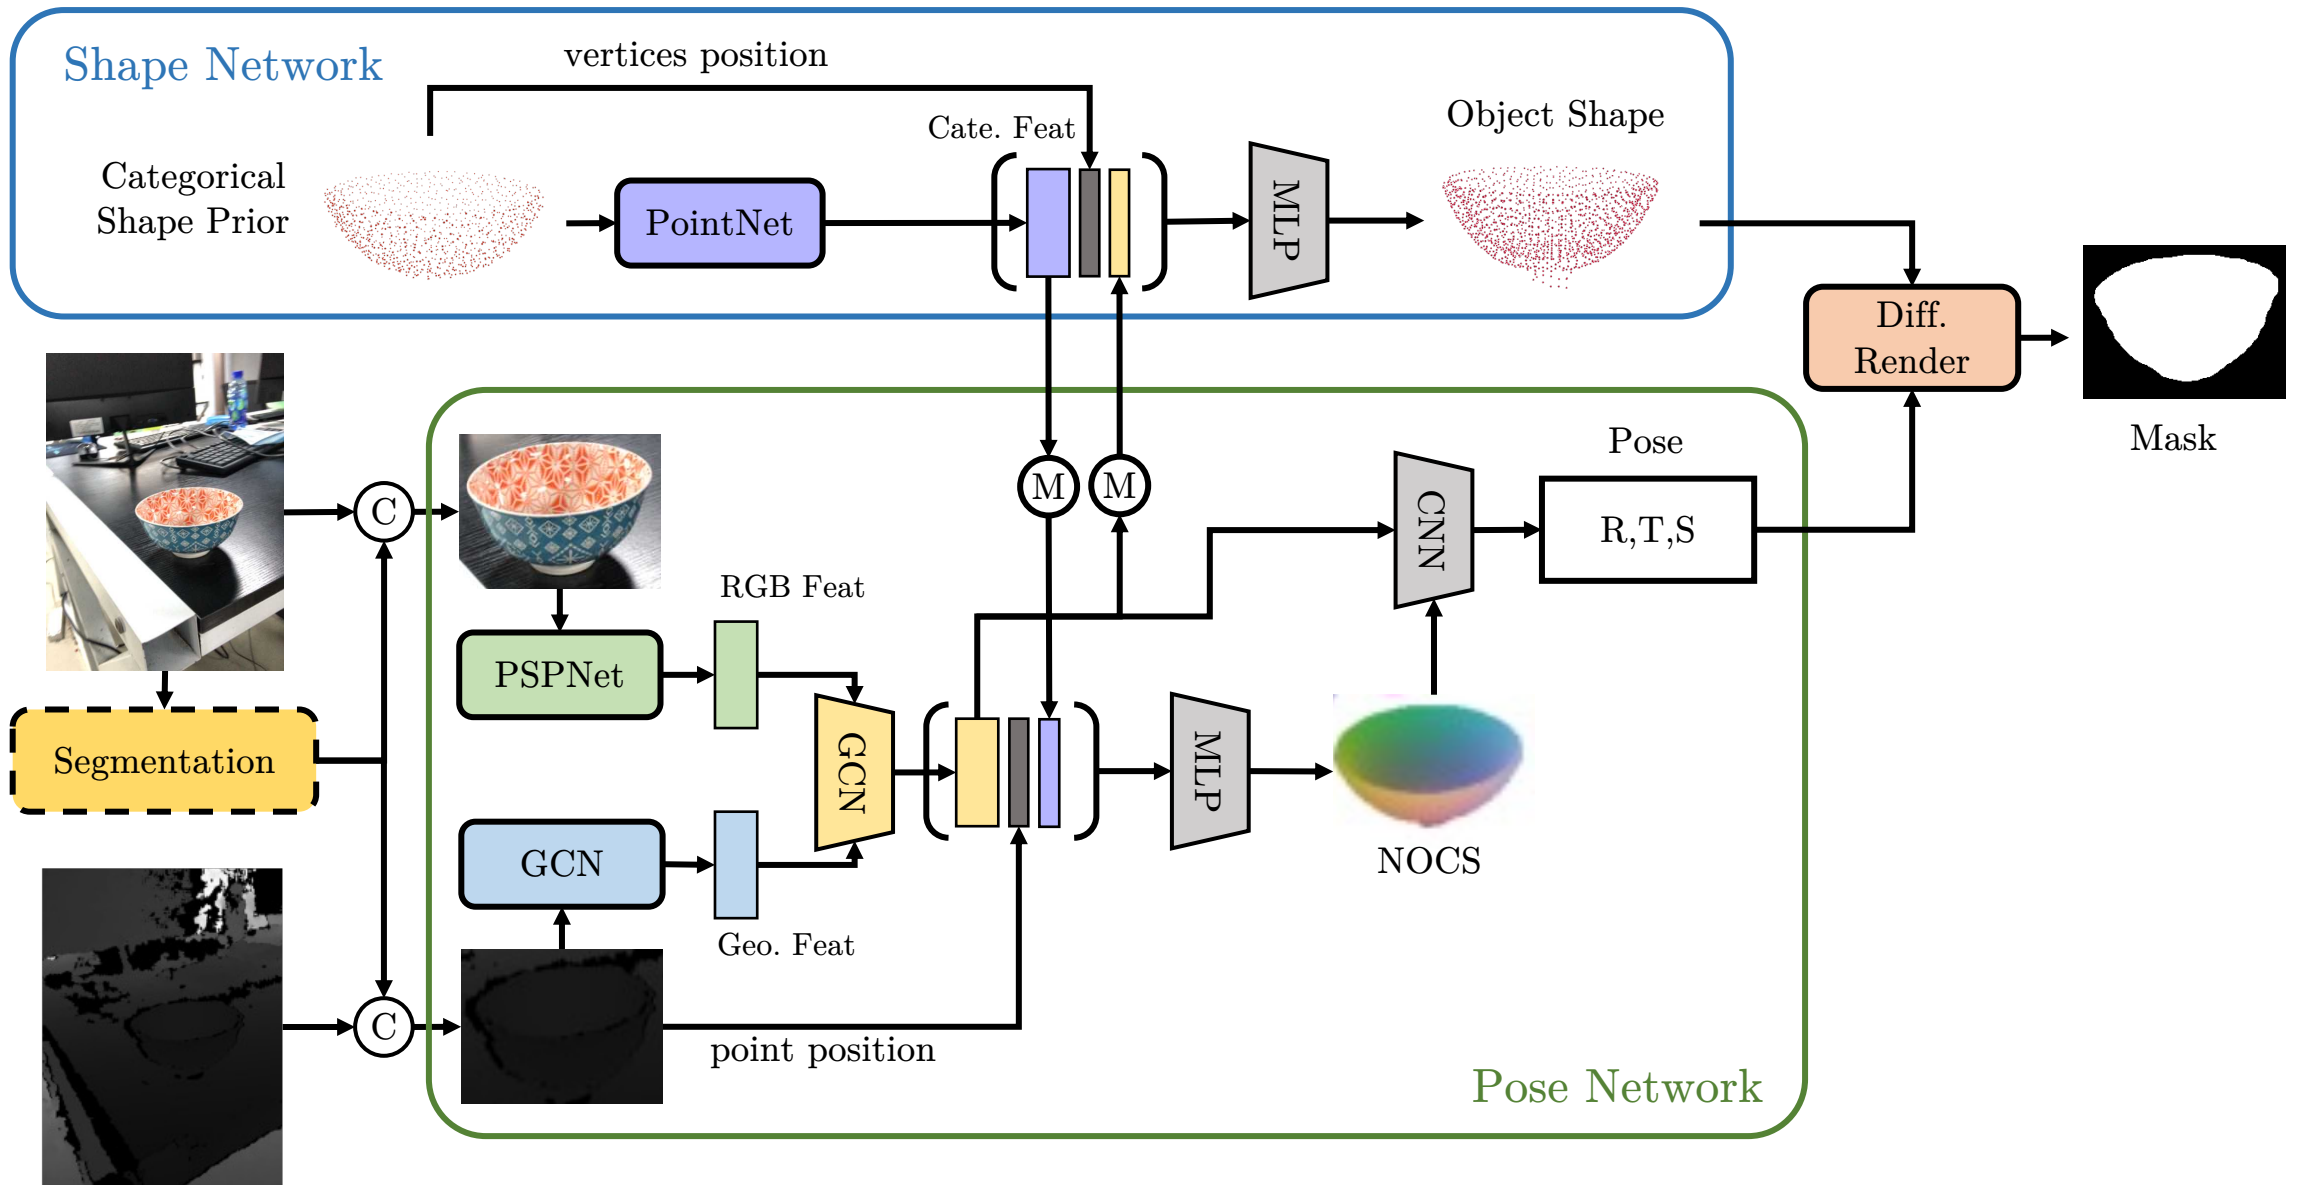 Shape Network
vertices position
Cate. Feat
Object Shape
Categorical
Shape Prior
PointNet
MLP
Diff.
Render
Mask
C
M
M
Pose
CNN
R,T,S
RGB Feat
PSPNet
Segmentation
GCN
MLP
GCN
NOCS
Geo. Feat
C
point position
Pose Network